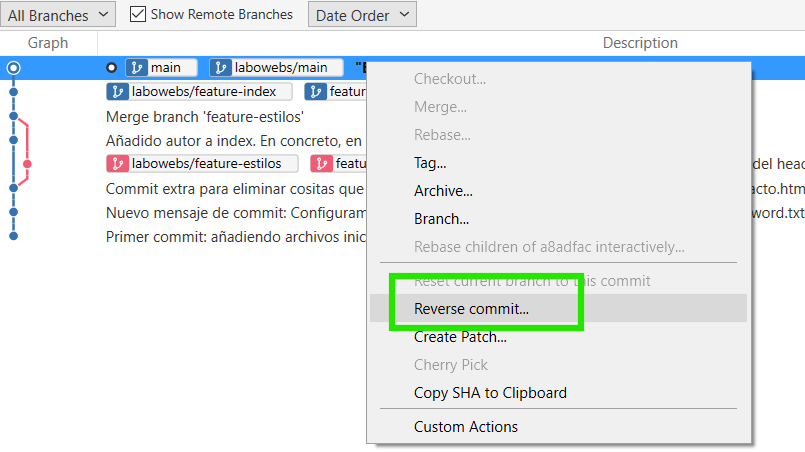 All Branches Show Remote Branches Date Order
Graph Description
main labowebs/main "E
labowebs/feature-index featur
Merge branch 'feature-estilos'
Añadido autor a index. En concreto, en
labowebs/feature-estilos featu del head
Commit extra para eliminar cositas que acto.htm
Nuevo mensaje de commit: Configuram word.txt
Primer commit: añadiendo archivos inic
Checkout...
Merge...
Rebase...
Tag...
Archive...
Branch...
Rebase children of a8adfac interactively...
Reset current branch to this commit
Reverse commit...
Create Patch...
Cherry Pick
Copy SHA to Clipboard
Custom Actions